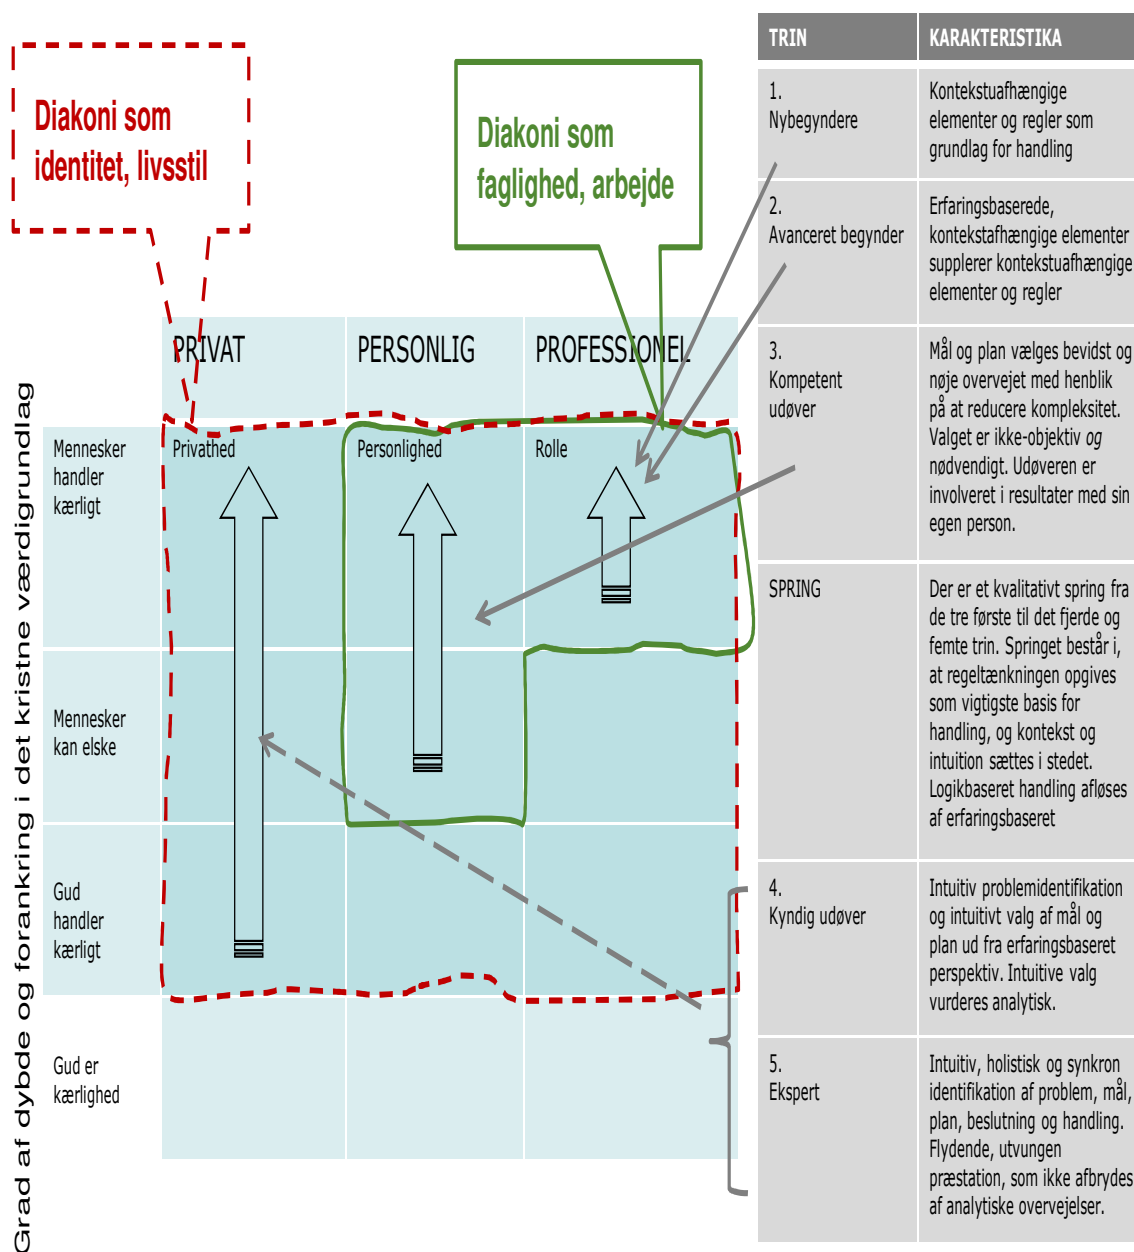 Diakoni som
identitet, livsstil
Diakoni som
faglighed, arbejde
Grad af dybde og forankring i det kristne værdigrundlag
PRIVAT
PERSONLIG
PROFESSIONEL
Mennesker
handler
kærligt
Privathed
Personlighed
Rolle
Mennesker
kan elske
Gud
handler
kærligt
Gud er
kærlighed
TRIN
KARAKTERISTIKA
1.
Nybegyndere
Kontekstuafhængige
elementer og regler som
grundlag for handling
2.
Avanceret begynder
Erfaringsbaserede,
kontekstafhængige elementer
supplerer kontekstuafhængige
elementer og regler
3.
Kompetent
udøver
Mål og plan vælges bevidst og
nøje overvejet med henblik
på at reducere kompleksitet.
Valget er ikke-objektiv og
nødvendigt. Udøveren er
involveret i resultater med sin
egen person.
SPRING
Der er et kvalitativt spring fra
de tre første til det fjerde og
femte trin. Springet består i,
at regeltænkningen opgives
som vigtigste basis for
handling, og kontekst og
intuition sættes i stedet.
Logikbaseret handling afløses
af erfaringsbaseret
4.
Kyndig udøver
Intuitiv problemidentifikation
og intuitivt valg af mål og
plan ud fra erfaringsbaseret
perspektiv. Intuitive valg
vurderes analytisk.
5.
Ekspert
Intuitiv, holistisk og synkron
identifikation af problem, mål,
plan, beslutning og handling.
Flydende, utvungen
præstation, som ikke afbrydes
af analytiske overvejelser.